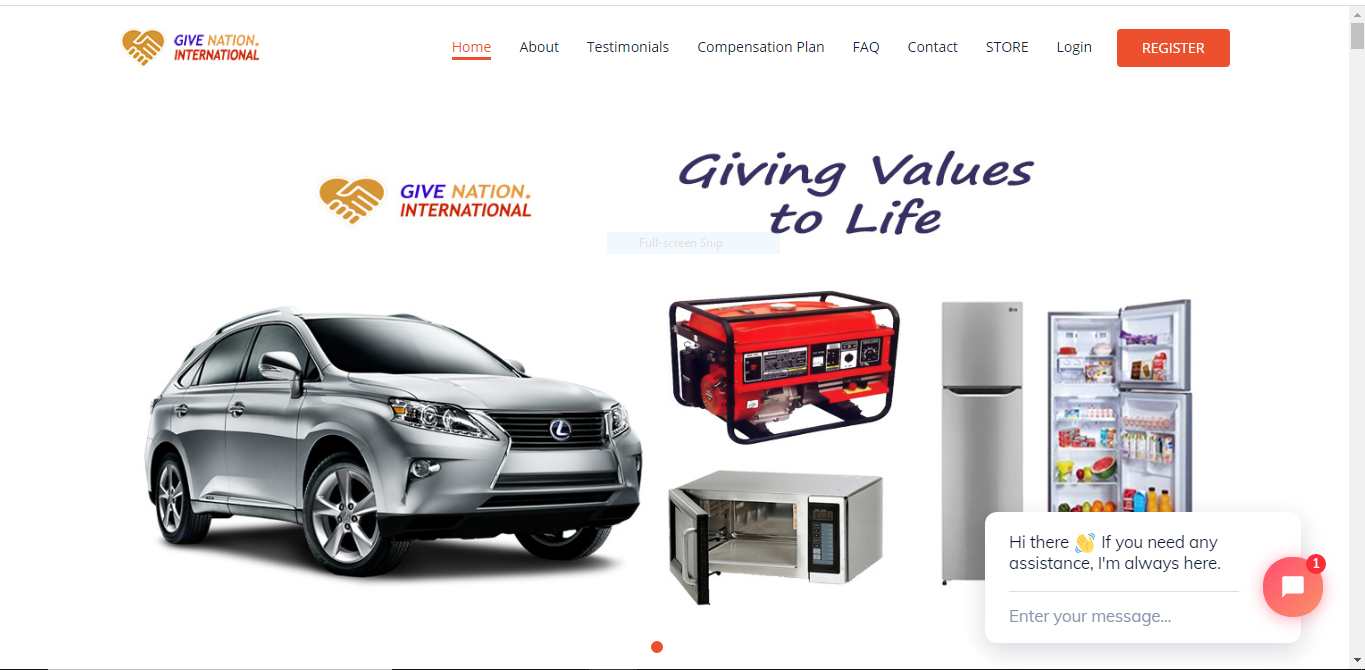 GIVE NATION.
INTERNATIONAL
Home About Testimonials Compensation Plan FAQ Contact STORE Login REGISTER
GIVE NATION.
INTERNATIONAL
Giving Values
to Life
Full-screen Snip
LG
Hi there 👋 If you need any
assistance, I'm always here.
1
Enter your message...